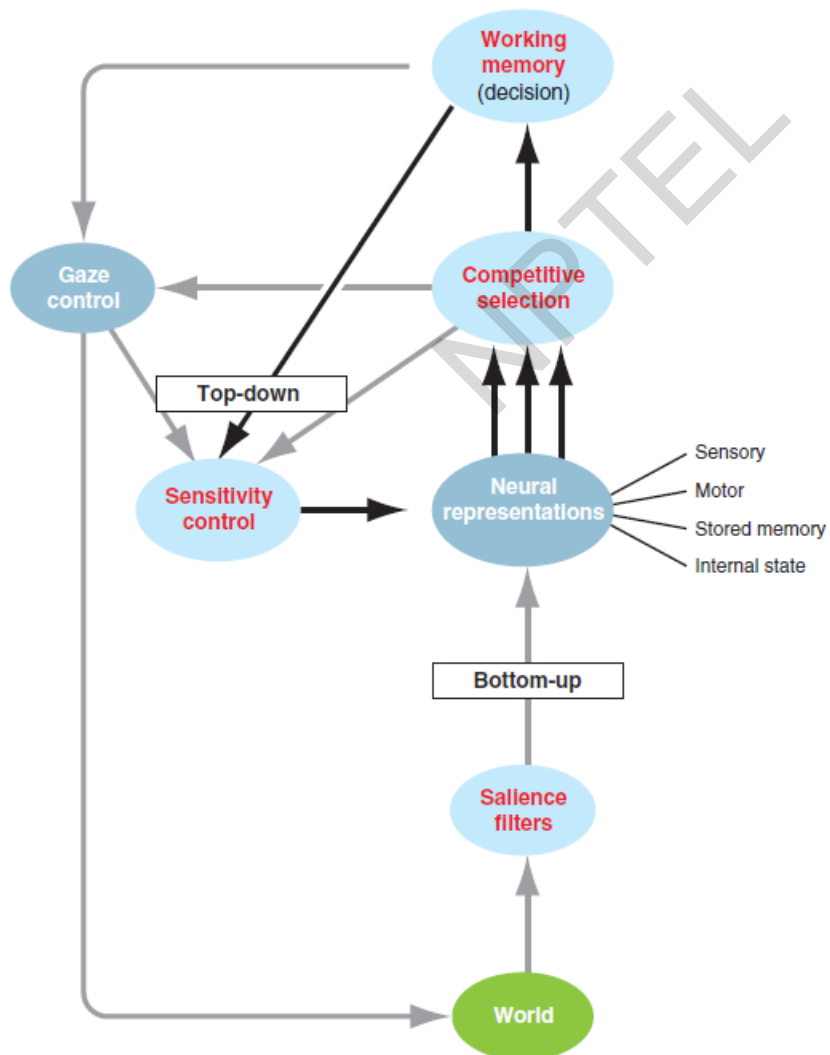 Working
memory
(decision)
Gaze
control
Competitive
selection
Top-down
Sensitivity
control
Neural
representations
Sensory
Motor
Stored memory
Internal state
Bottom-up
Salience
filters
World